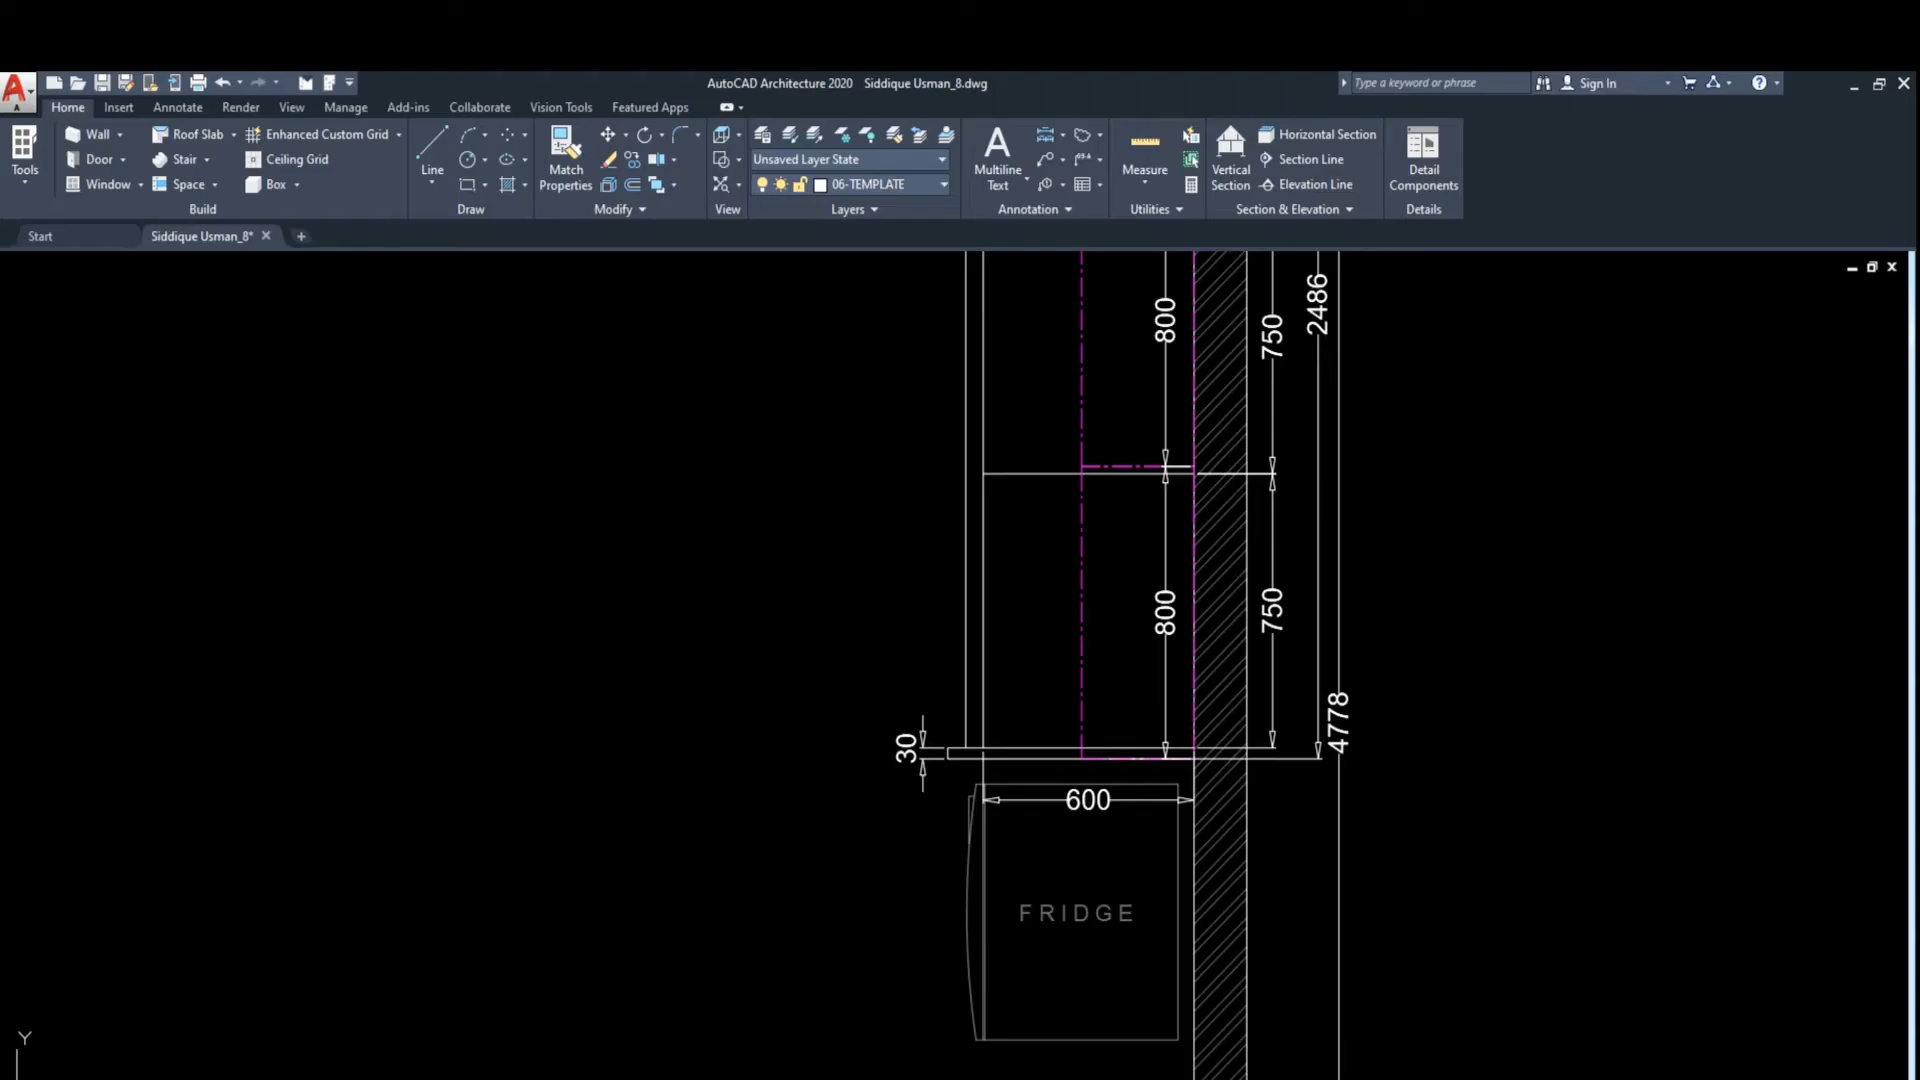 AutoCAD Architecture 2020 Siddique Usman_8.dwg
Type a keyword or phrase
Sign In
Home Insert Annotate Render View Manage Add-ins Collaborate Vision Tools Featured Apps
Tools
Wall
Door
Window
Roof Slab
Stair
Space
Enhanced Custom Grid
Ceiling Grid
Box
Build
Line
Draw
Match
Properties
Modify
View
Unsaved Layer State
06-TEMPLATE
Layers
A
Multiline
Text
Annotation
Measure
Utilities
Vertical
Section
Horizontal Section
Section Line
Elevation Line
Section & Elevation
Detail
Components
Details
Start
Siddique Usman_8*
800
750
2486
800
750
4778
30
600
FRIDGE
Y